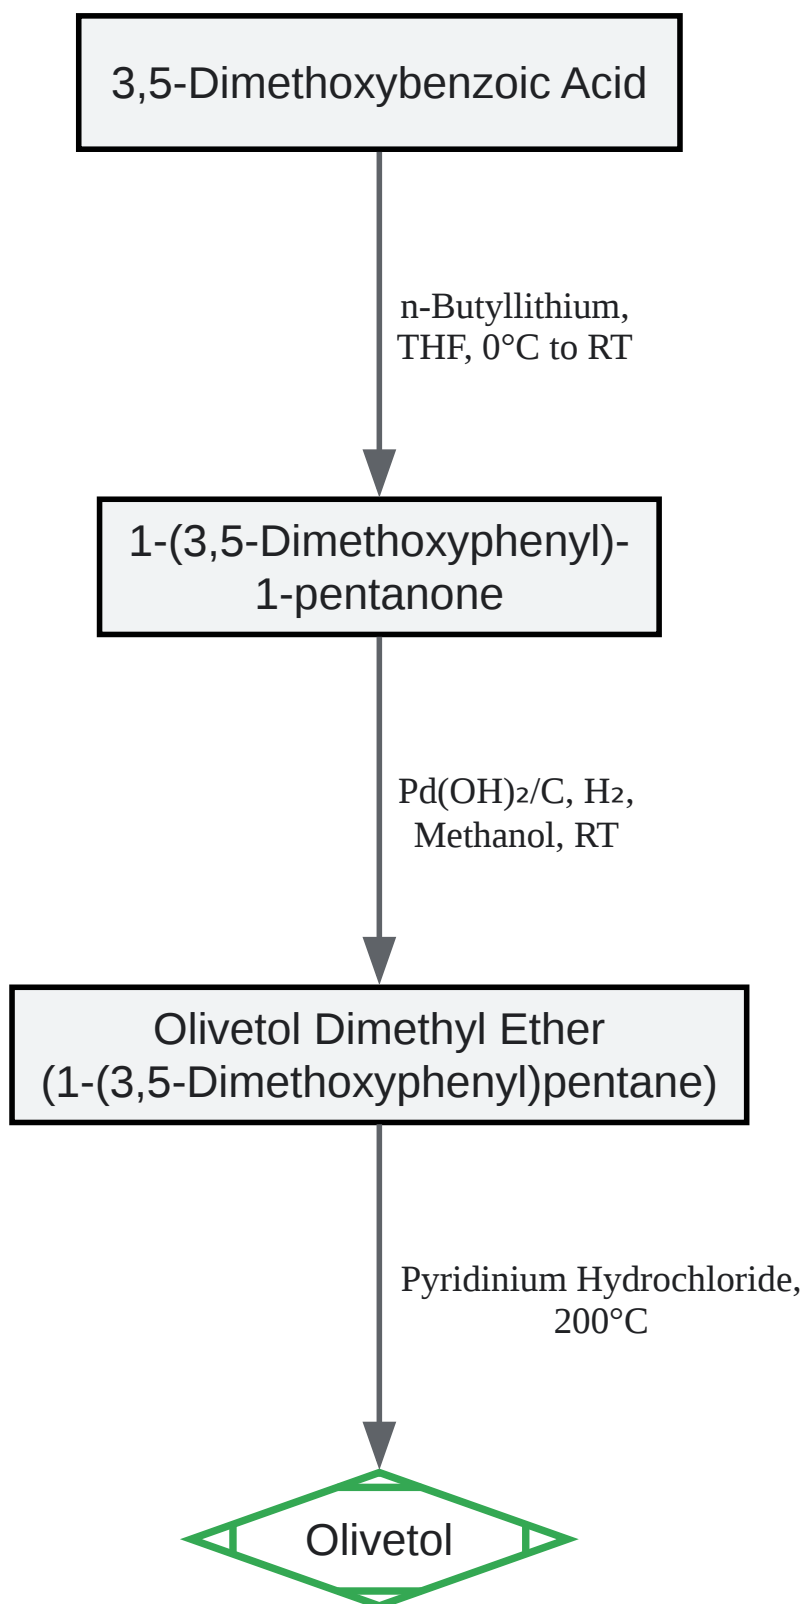 3,5-Dimethoxybenzoic Acid
n-Butyllithium,
THF, 0°C to RT
1-(3,5-Dimethoxyphenyl)-
1-pentanone
Pd(OH)₂/C, H₂,
Methanol, RT
Olivetol Dimethyl Ether
(1-(3,5-Dimethoxyphenyl)pentane)
Pyridinium Hydrochloride,
200°C
Olivetol